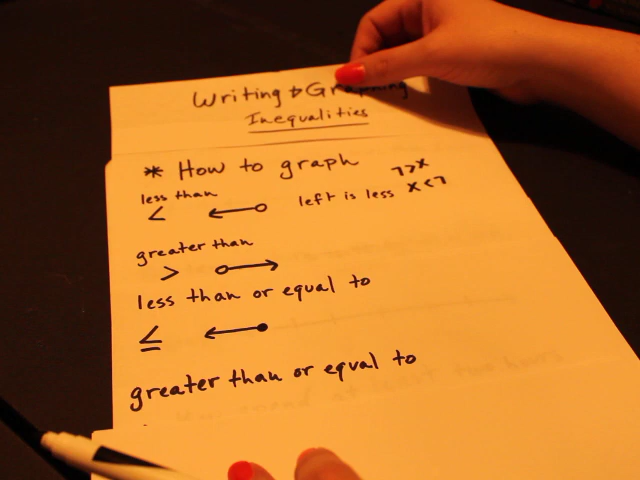 Writing & Graphing
Inequalities
* How to graph
less than
< ← left is less 7>x
x<7
greater than
> →
less than or equal to
≤ ←
greater than or equal to